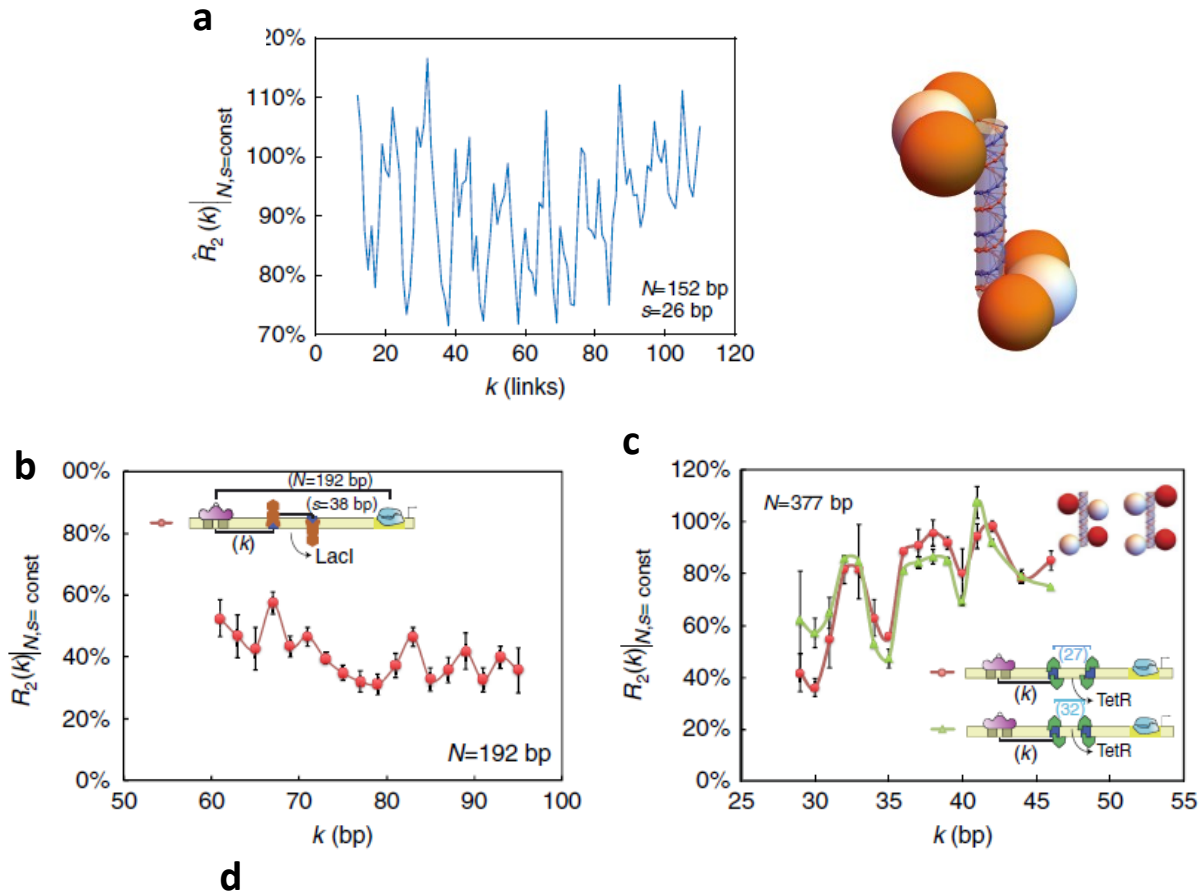 a
20%
110%
100%
90%
80%
70%
R̂₂(k)|N,s=const
N=152 bp
s=26 bp
0
20
40
60
80
100
120
k (links)
b
00%
80%
60%
40%
20%
0%
R₂(k)|N,s= const
(N=192 bp)
(s=38 bp)
(k)
LacI
N=192 bp
50
60
70
80
90
100
k (bp)
c
120%
100%
80%
60%
40%
20%
0%
R₂(k)|N,s= const
N=377 bp
(27)
(k)
TetR
(32)
(k)
TetR
25
30
35
40
45
50
55
k (bp)
d